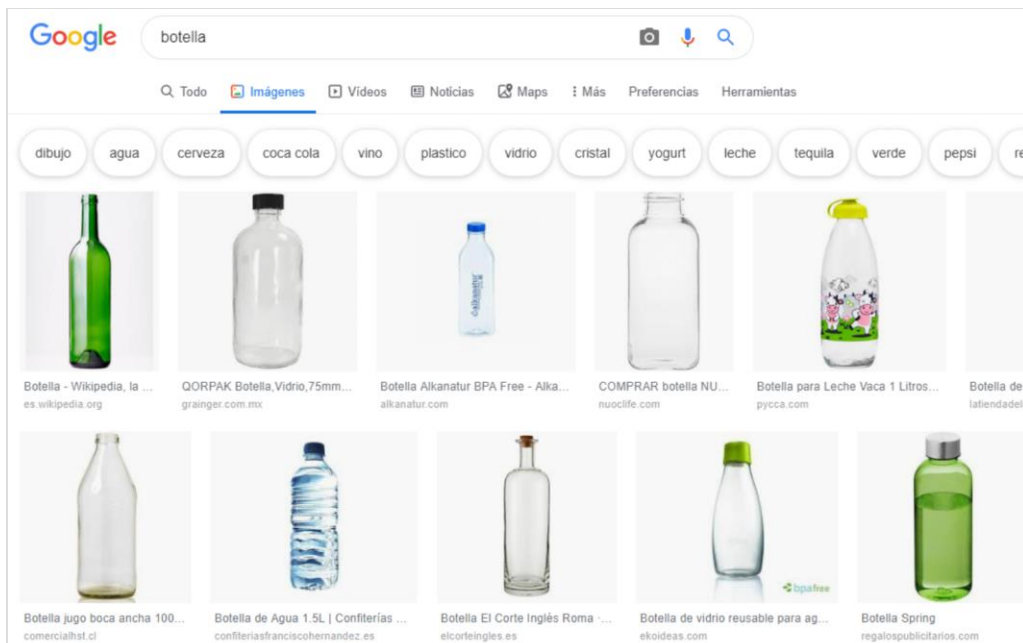 Google
botella
Todo Imágenes Vídeos Noticias Maps Más Preferencias Herramientas
dibujo agua cerveza coca cola vino plastico vidrio cristal yogurt leche tequila verde pepsi re
alkanatur
Botella - Wikipedia, la ... QORPAK Botella,Vidrio,75mm... Botella Alkanatur BPA Free - Alka... COMPRAR botella NU... Botella para Leche Vaca 1 Litros... Botella de
es.wikipedia.org grainger.com.mx alkanatur.com nuoclife.com pycca.com latiendadel
bpafree
Botella jugo boca ancha 100... Botella de Agua 1.5L | Confiterías ... Botella El Corte Inglés Roma · ... Botella de vidrio reusable para ag... Botella Spring
comercialhst.cl confiteriasfranciscohernandez.es elcorteingles.es ekoideas.com regalospublicitarios.com